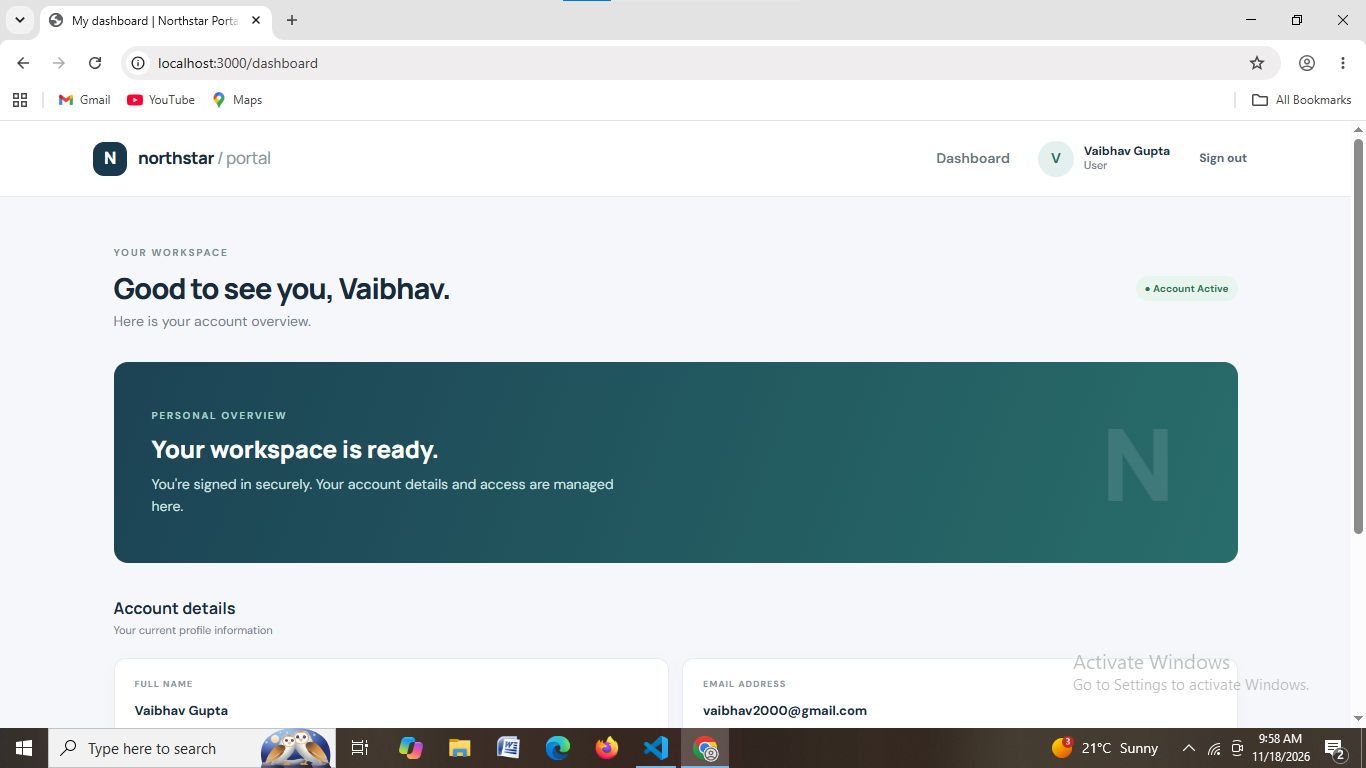 My dashboard | Northstar Porta
localhost:3000/dashboard
Gmail YouTube Maps All Bookmarks
N northstar / portal Dashboard V Vaibhav Gupta Sign out
User
YOUR WORKSPACE
Good to see you, Vaibhav.
● Account Active
Here is your account overview.
PERSONAL OVERVIEW
Your workspace is ready.
You're signed in securely. Your account details and access are managed
here.
N
Account details
Your current profile information
FULL NAME
Vaibhav Gupta
EMAIL ADDRESS
vaibhav2000@gmail.com
Activate Windows
Go to Settings to activate Windows.
Type here to search
W
3
21°C Sunny
9:58 AM
11/18/2026
2